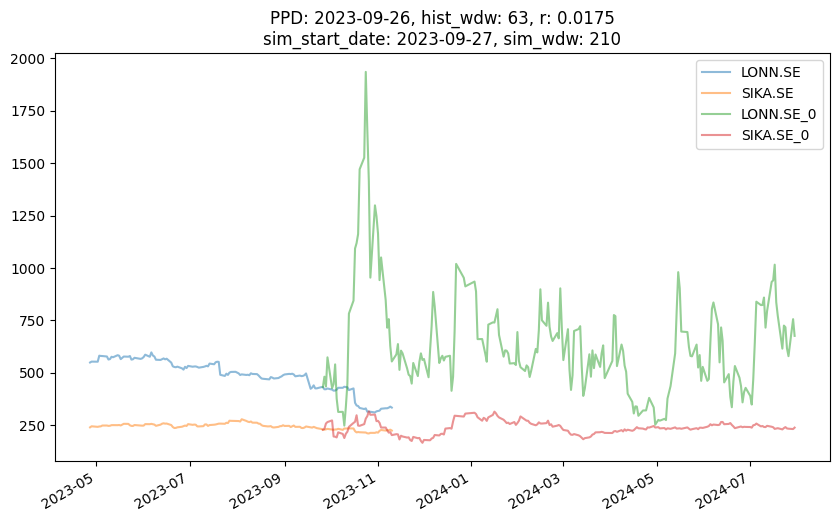 PPD: 2023-09-26, hist_wdw: 63, r: 0.0175
sim_start_date: 2023-09-27, sim_wdw: 210
2000
1750
1500
1250
1000
750
500
250
LONN.SE
SIKA.SE
LONN.SE_0
SIKA.SE_0
2023-05
2023-07
2023-09
2023-11
2024-01
2024-03
2024-05
2024-07